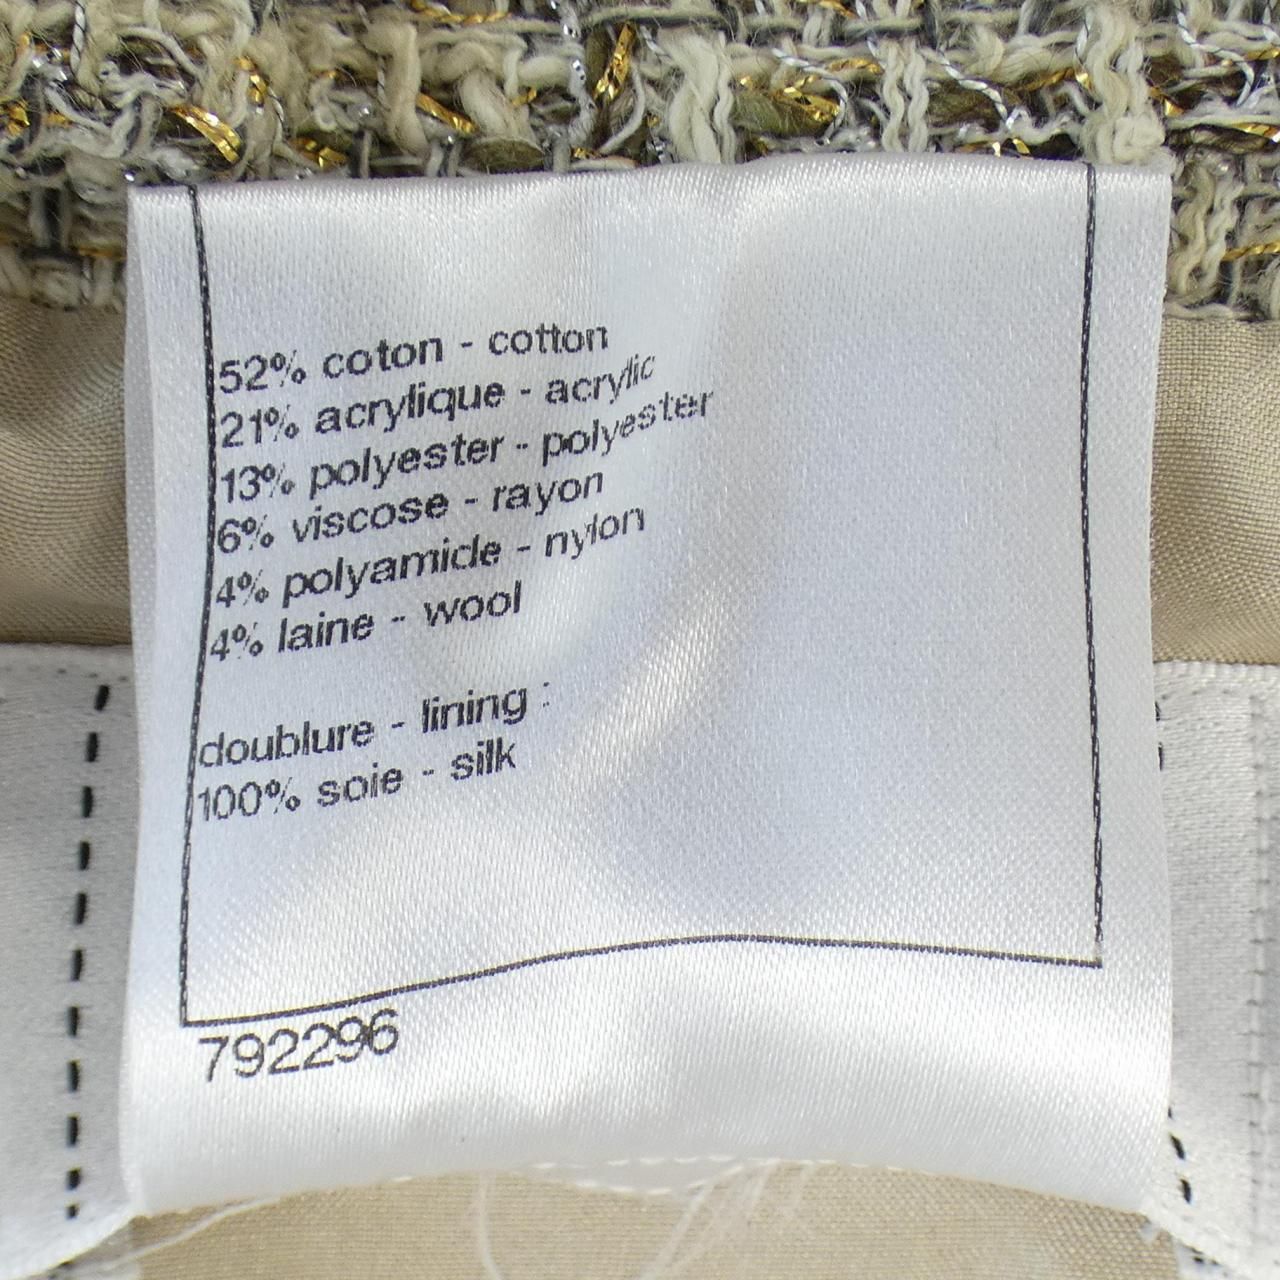 52% coton - cotton
21% acrylique - acrylic
13% polyester - polyester
6% viscose - rayon
4% polyamide - nylon
4% laine - wool
doublure - lining :
100% soie - silk
792296